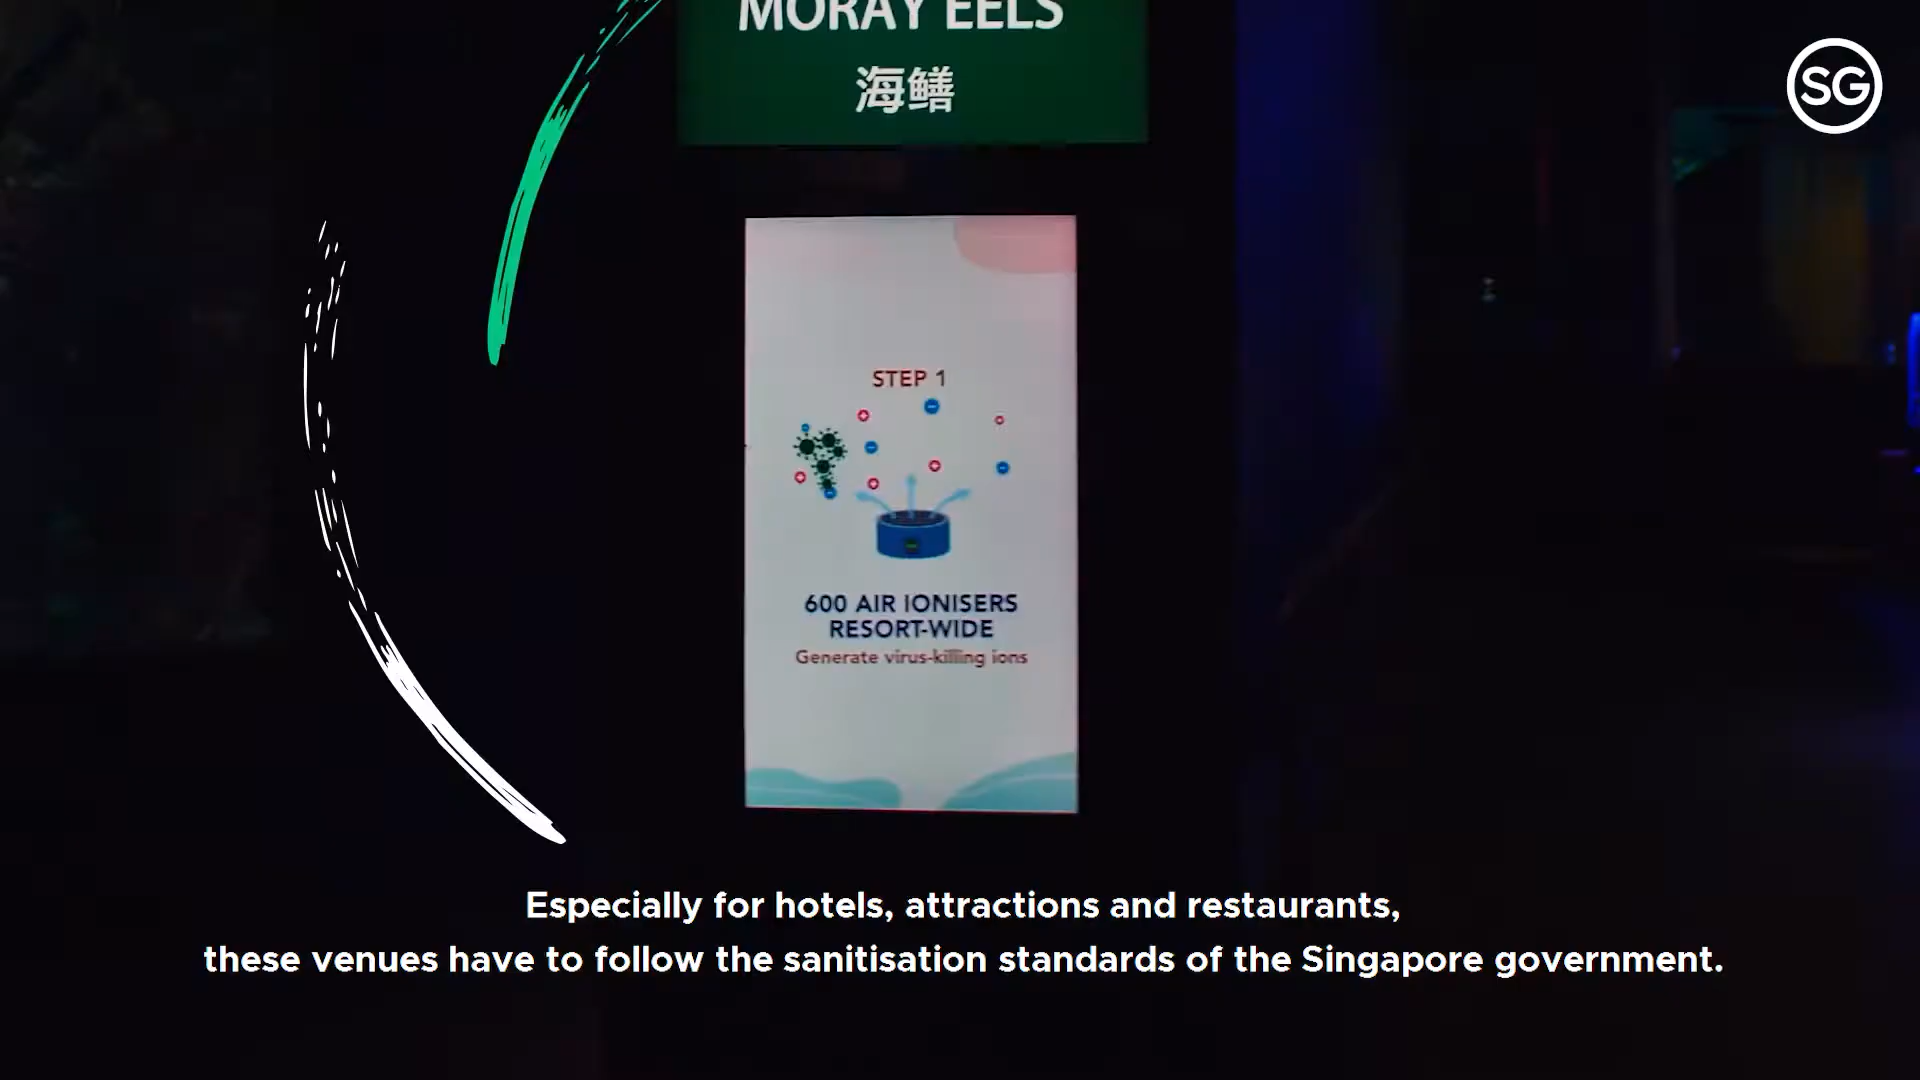 MORAY EELS
海鳝
SG
STEP 1
600 AIR IONISERS
RESORT-WIDE
Generate virus-killing ions
Especially for hotels, attractions and restaurants,
these venues have to follow the sanitisation standards of the Singapore government.